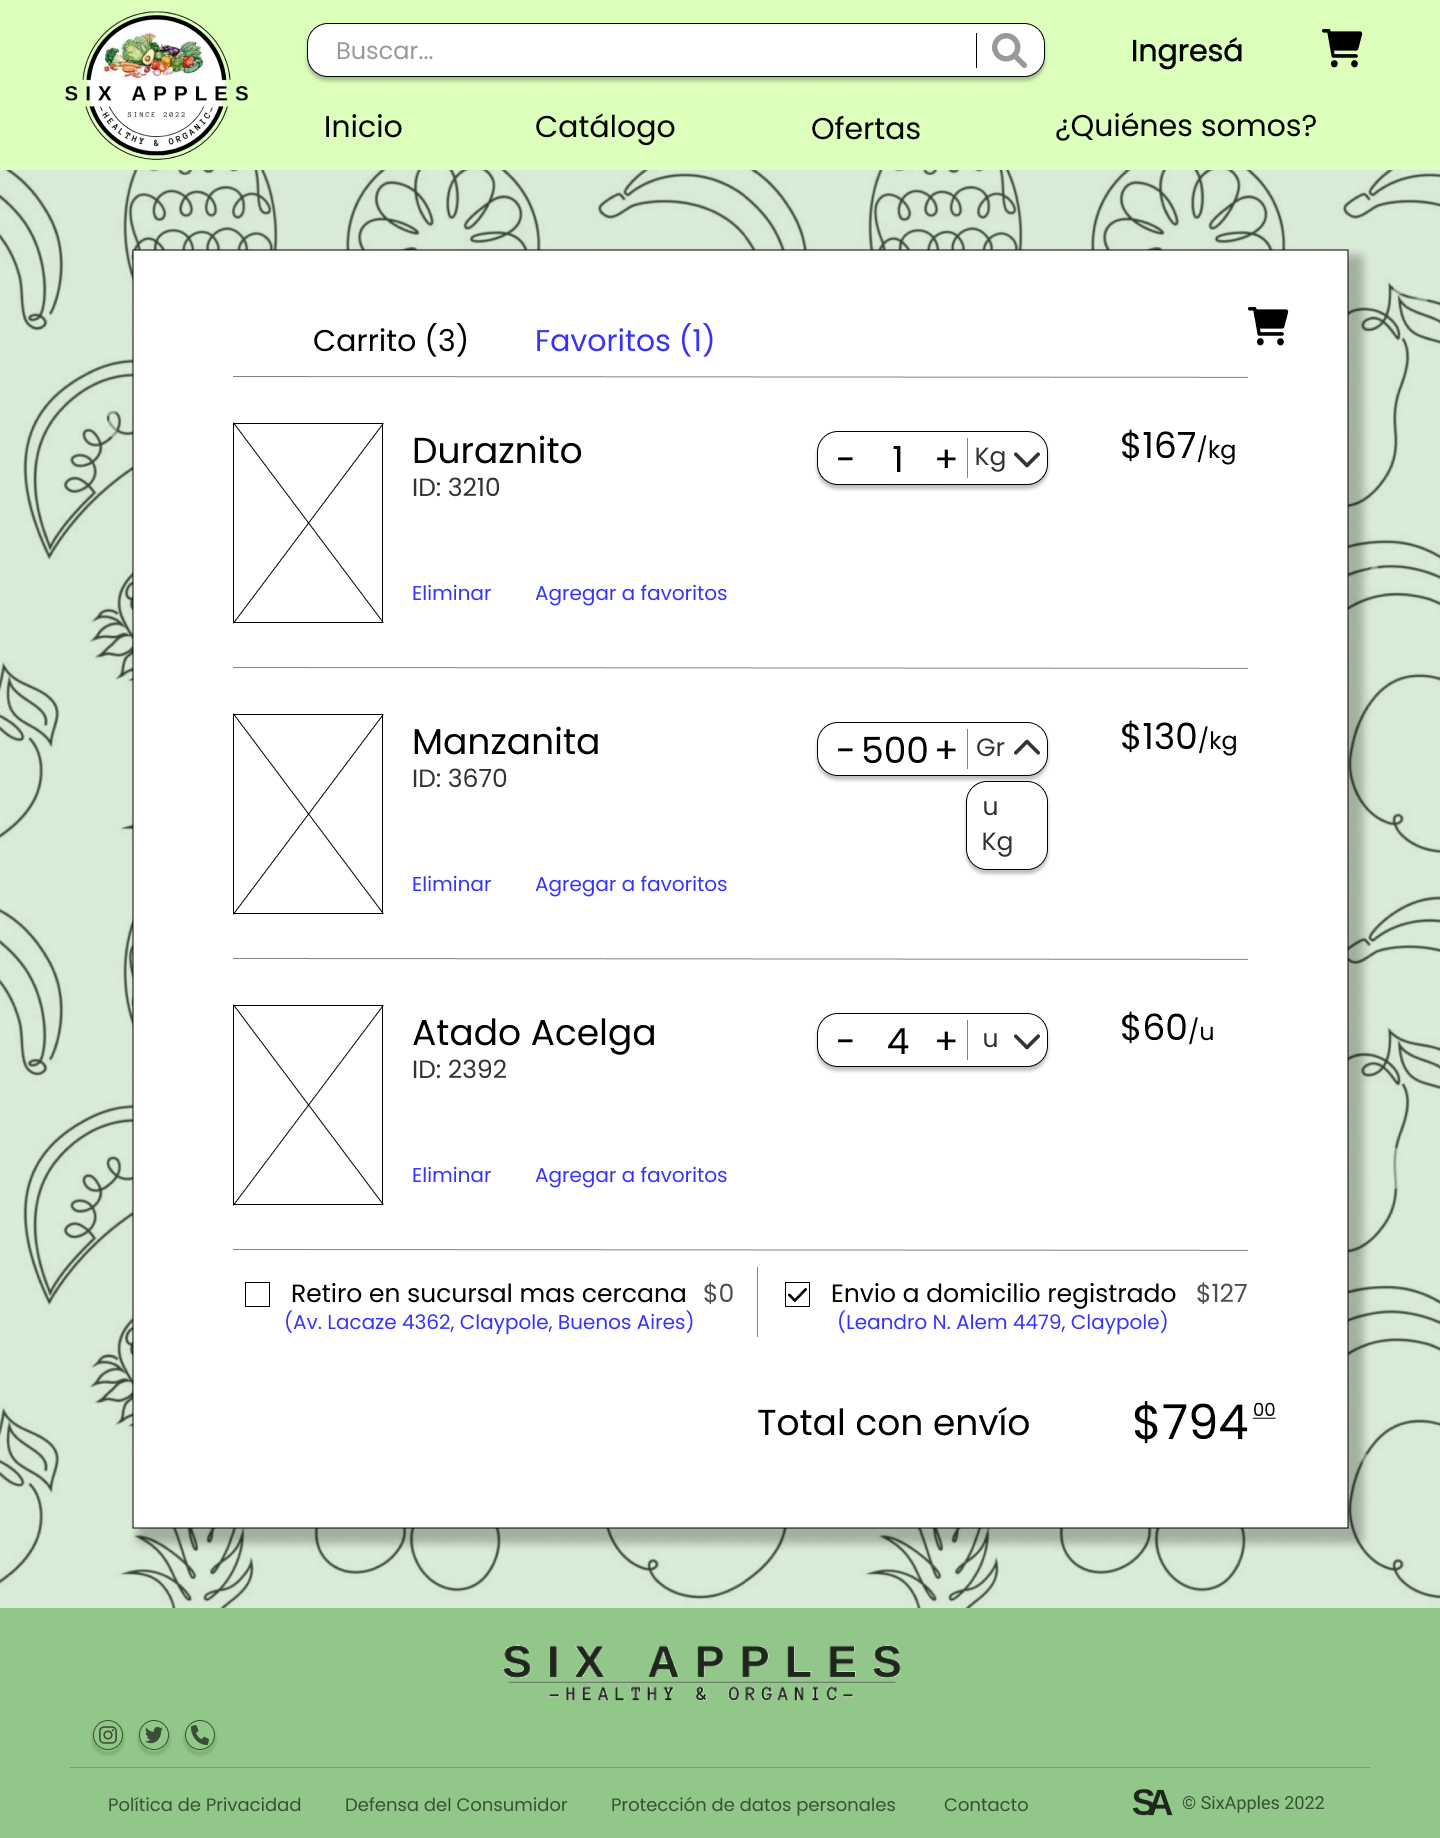 SIX APPLES
SINCE 2022
-HEALTHY & ORGANIC-
Buscar...
Ingresá
Inicio
Catálogo
Ofertas
¿Quiénes somos?
Carrito (3)
Favoritos (1)
Duraznito
ID: 3210
- 1 + Kg
$167/kg
Eliminar
Agregar a favoritos
Manzanita
ID: 3670
- 500 + Gr
u
Kg
$130/kg
Eliminar
Agregar a favoritos
Atado Acelga
ID: 2392
- 4 + u
$60/u
Eliminar
Agregar a favoritos
Retiro en sucursal mas cercana $0
(Av. Lacaze 4362, Claypole, Buenos Aires)
Envio a domicilio registrado $127
(Leandro N. Alem 4479, Claypole)
Total con envío
$794 00
SIX APPLES
-HEALTHY & ORGANIC-
Política de Privacidad
Defensa del Consumidor
Protección de datos personales
Contacto
SA © SixApples 2022